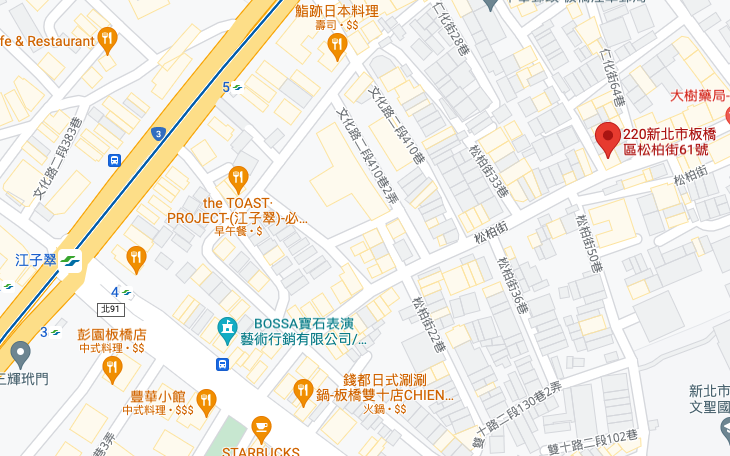 鮨跡日本料理
壽司·$$
fe & Restaurant
仁化街28巷
仁化街64巷
大樹藥局-
5
3
文化路二段383巷
文化路二段410巷2弄
文化路二段410巷
松柏街33巷
220新北市板橋
區松柏街61號
松柏街
the TOAST·
PROJECT-(江子翠)-必...
早午餐·$
松柏街
松柏街50巷
江子翠
4
北91
3
松柏街36巷
松柏街22巷
BOSSA寶石表演
藝術行銷有限公司/...
彭園板橋店
中式料理·$$
王輝玳門
豐華小館
中式料理·$$$
錢都日式涮涮
鍋-板橋雙十店CHIEN...
火鍋·$$
STARBUCKS
巷3弄
雙十路二段130巷2弄
雙十路二段102巷
新北市
文聖國